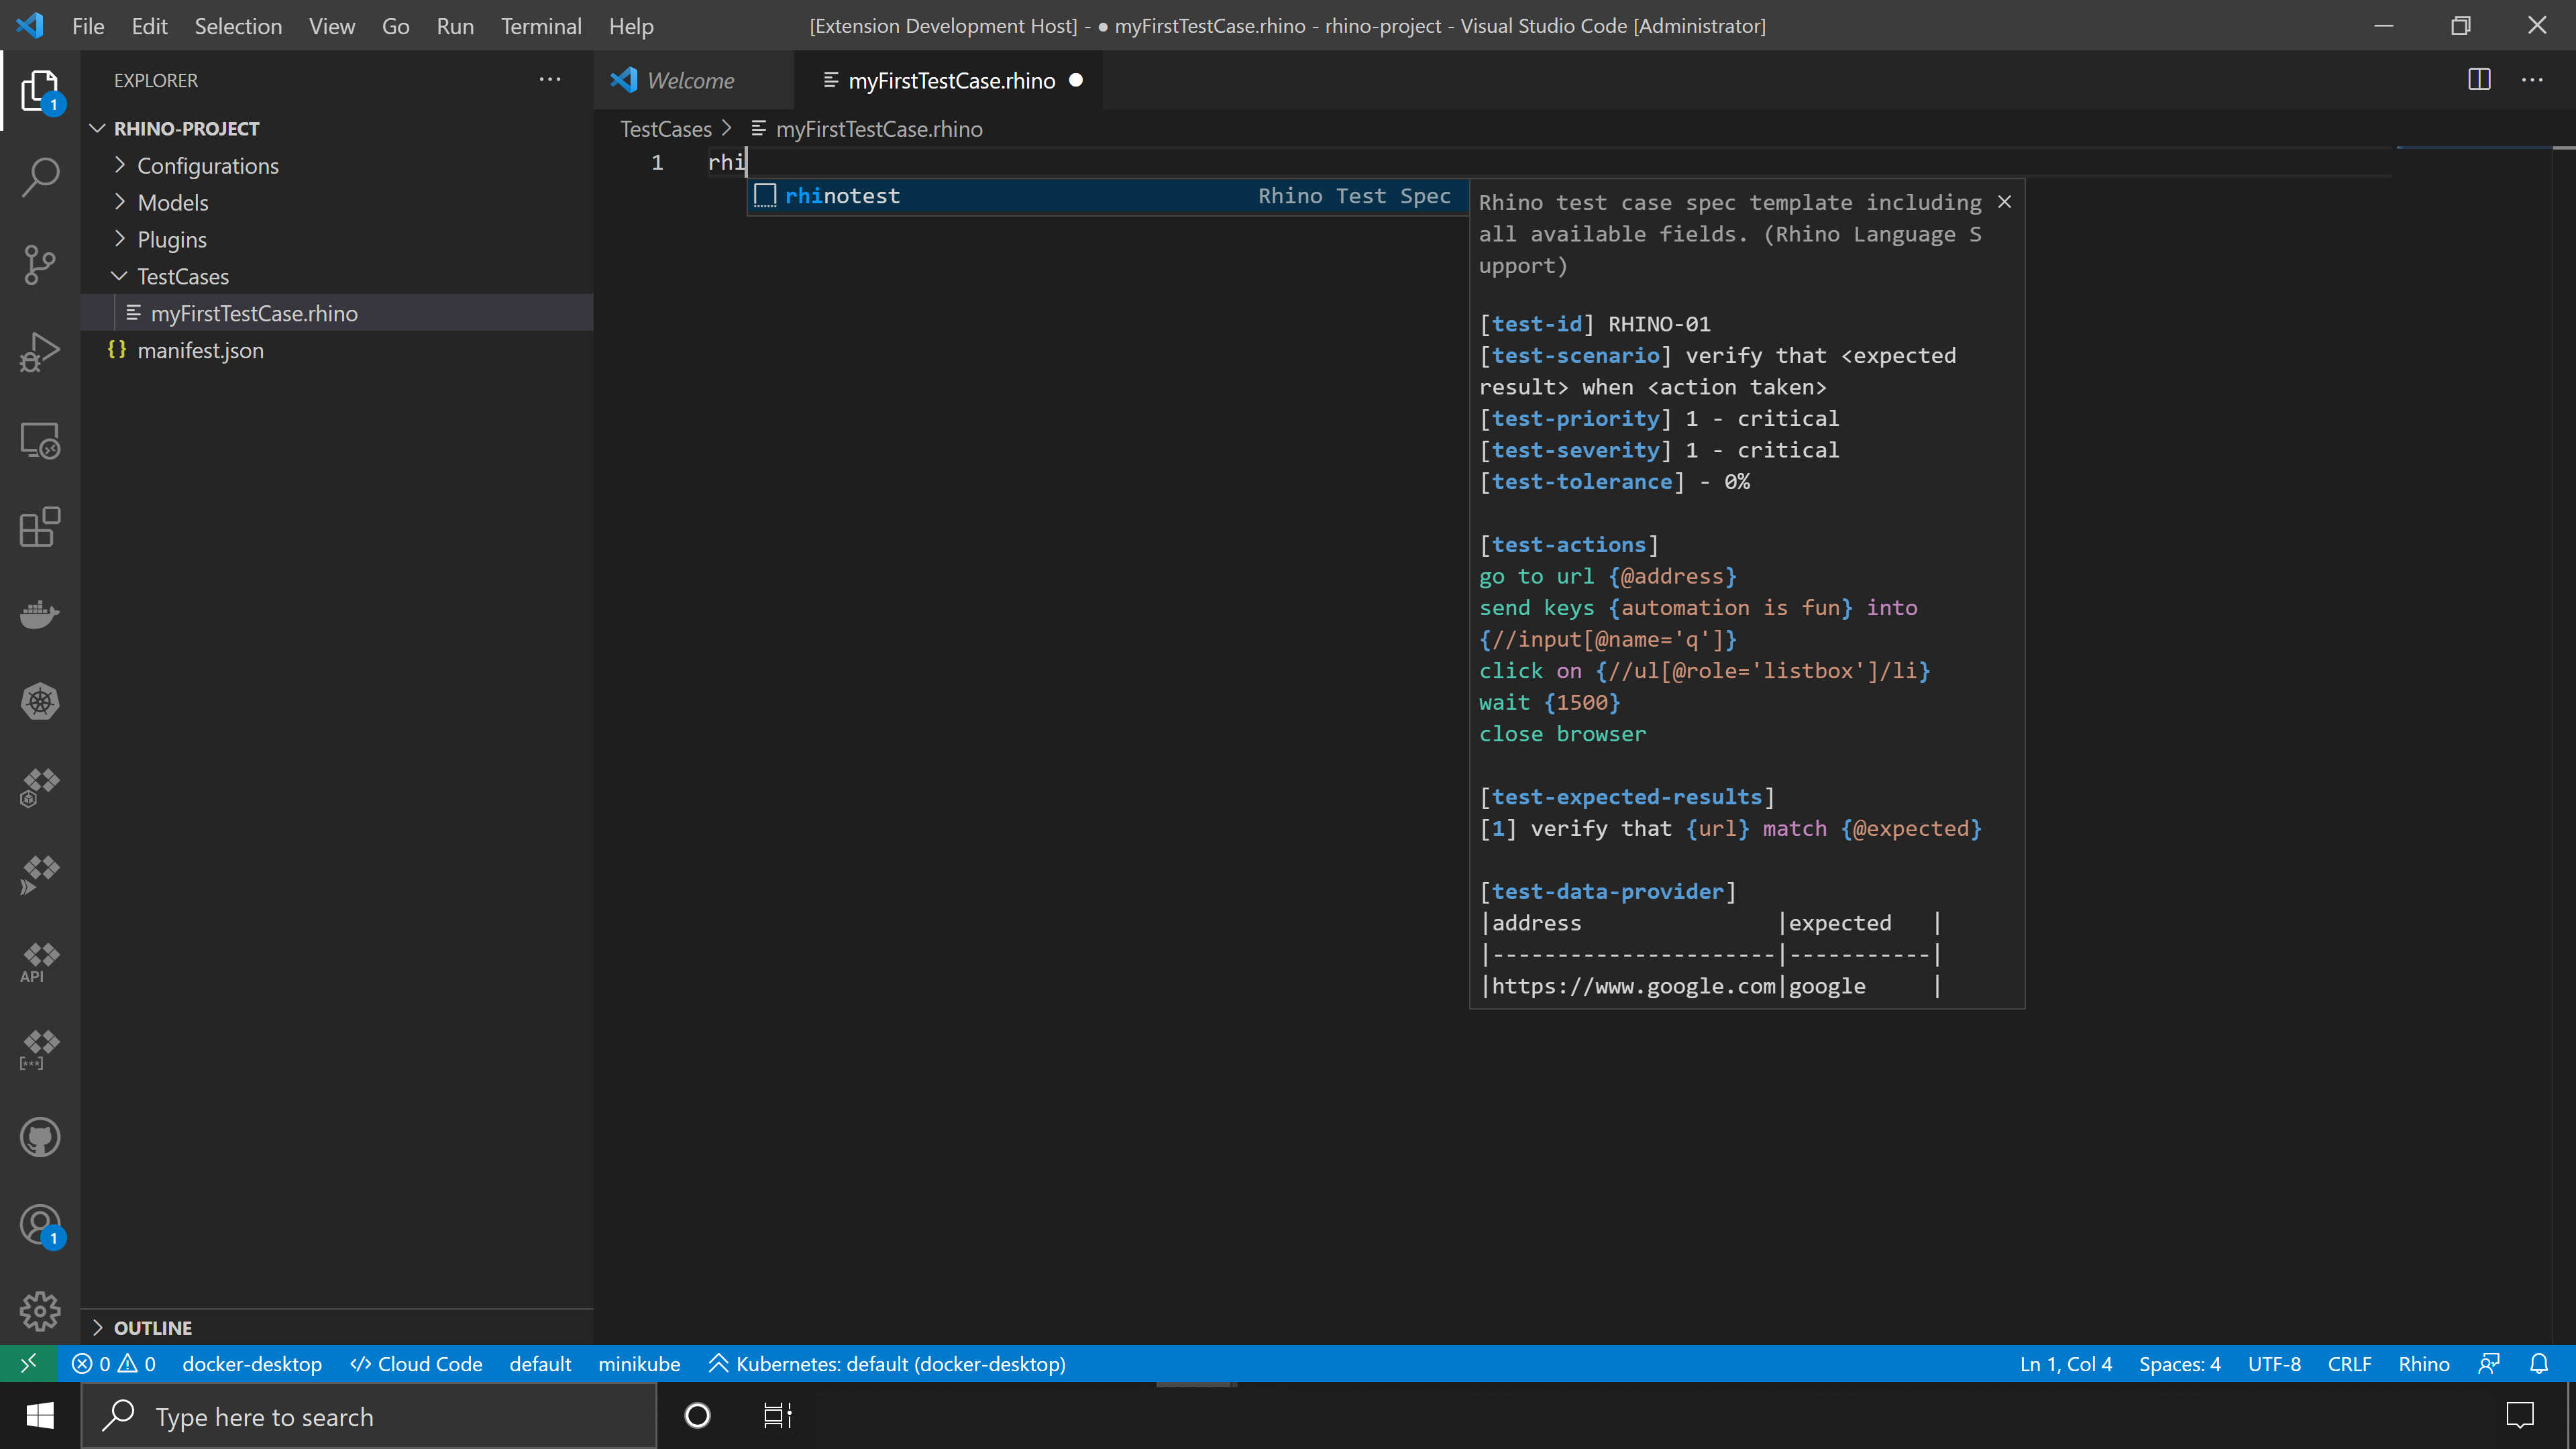 File Edit Selection View Go Run Terminal Help
[Extension Development Host] - ● myFirstTestCase.rhino - rhino-project - Visual Studio Code [Administrator]
EXPLORER
Welcome
myFirstTestCase.rhino
RHINO-PROJECT
Configurations
Models
Plugins
TestCases
myFirstTestCase.rhino
{} manifest.json
TestCases > myFirstTestCase.rhino
1 rhi
rhinotest Rhino Test Spec
Rhino test case spec template including
all available fields. (Rhino Language S
upport)
[test-id] RHINO-01
[test-scenario] verify that <expected
result> when <action taken>
[test-priority] 1 - critical
[test-severity] 1 - critical
[test-tolerance] - 0%
[test-actions]
go to url {@address}
send keys {automation is fun} into
{//input[@name='q']}
click on {//ul[@role='listbox']/li}
wait {1500}
close browser
[test-expected-results]
[1] verify that {url} match {@expected}
[test-data-provider]
|address               |expected   |
|----------------------|-----------|
|https://www.google.com|google     |
1
API
[***]
1
OUTLINE
0 0 docker-desktop </> Cloud Code default minikube Kubernetes: default (docker-desktop)
Ln 1, Col 4 Spaces: 4 UTF-8 CRLF Rhino
Type here to search